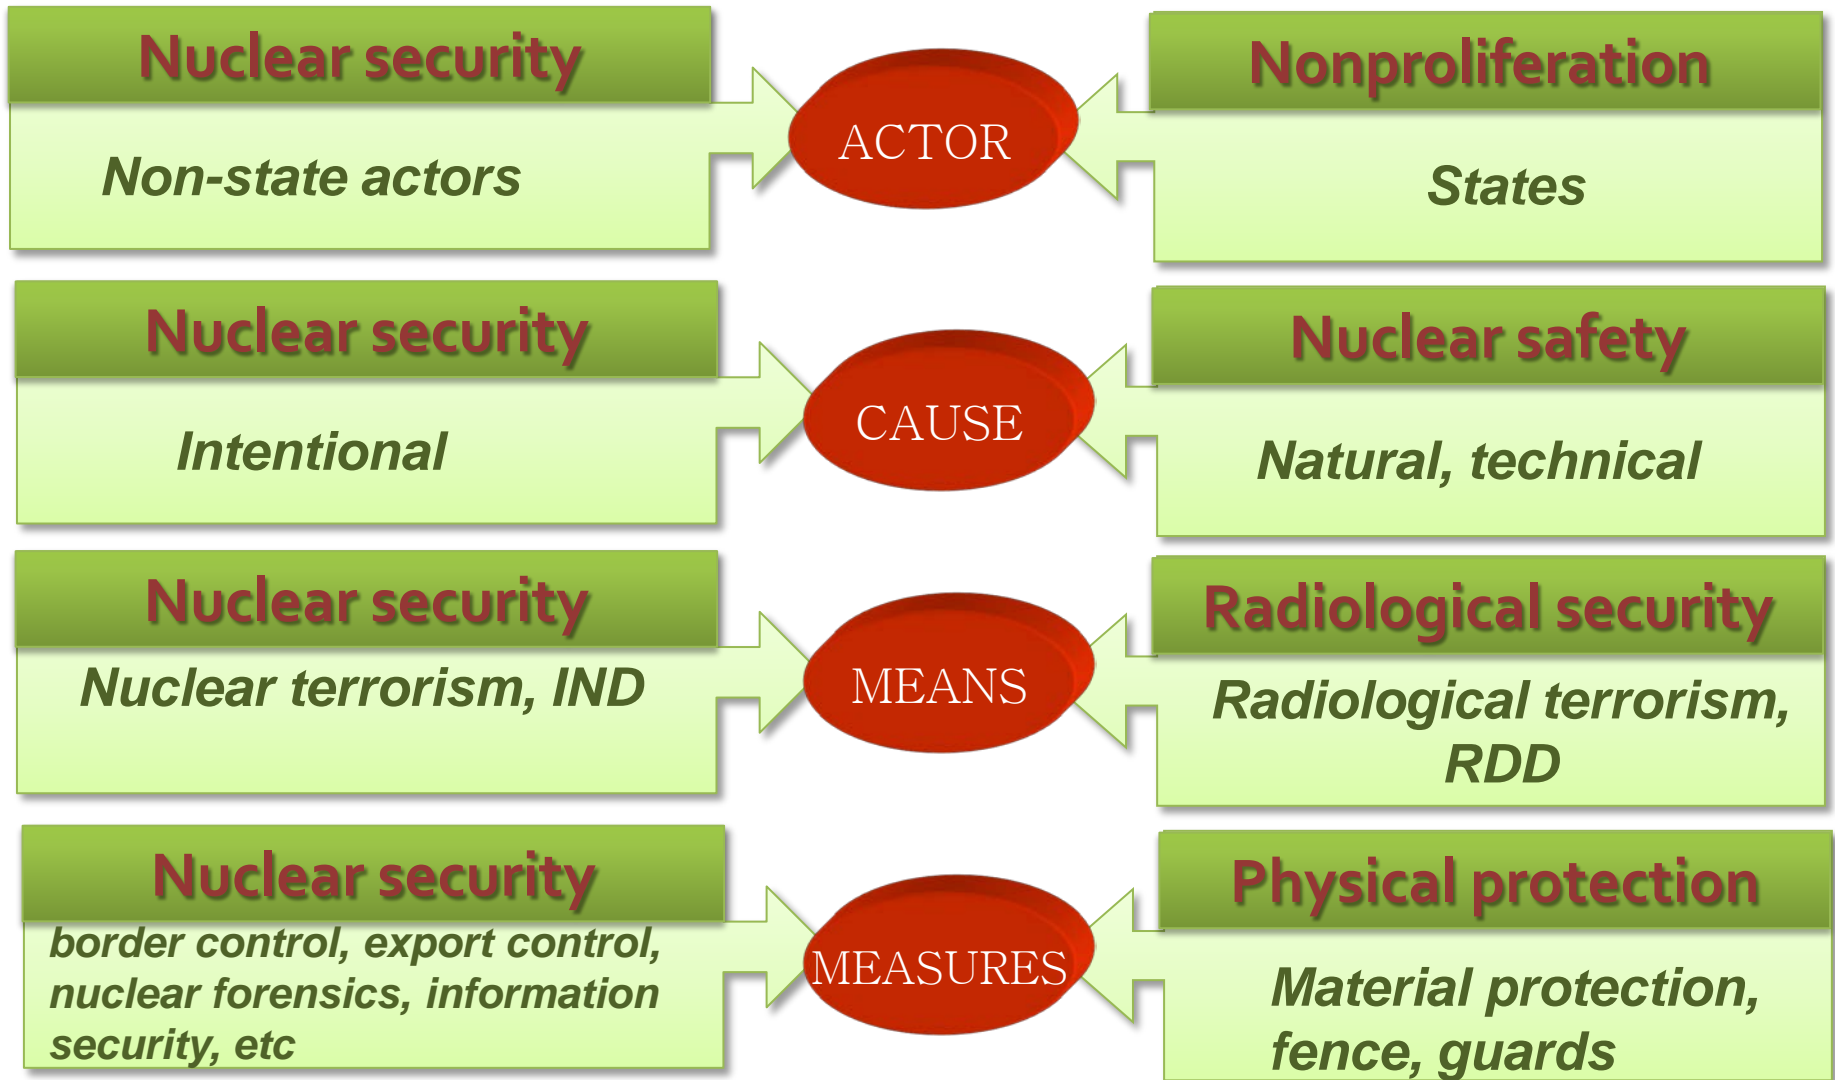 Nuclear security
Non-state actors
ACTOR
Nonproliferation
States
Nuclear security
Intentional
CAUSE
Nuclear safety
Natural, technical
Nuclear security
Nuclear terrorism, IND
MEANS
Radiological security
Radiological terrorism,
RDD
Nuclear security
border control, export control,
nuclear forensics, information
security, etc
MEASURES
Physical protection
Material protection,
fence, guards